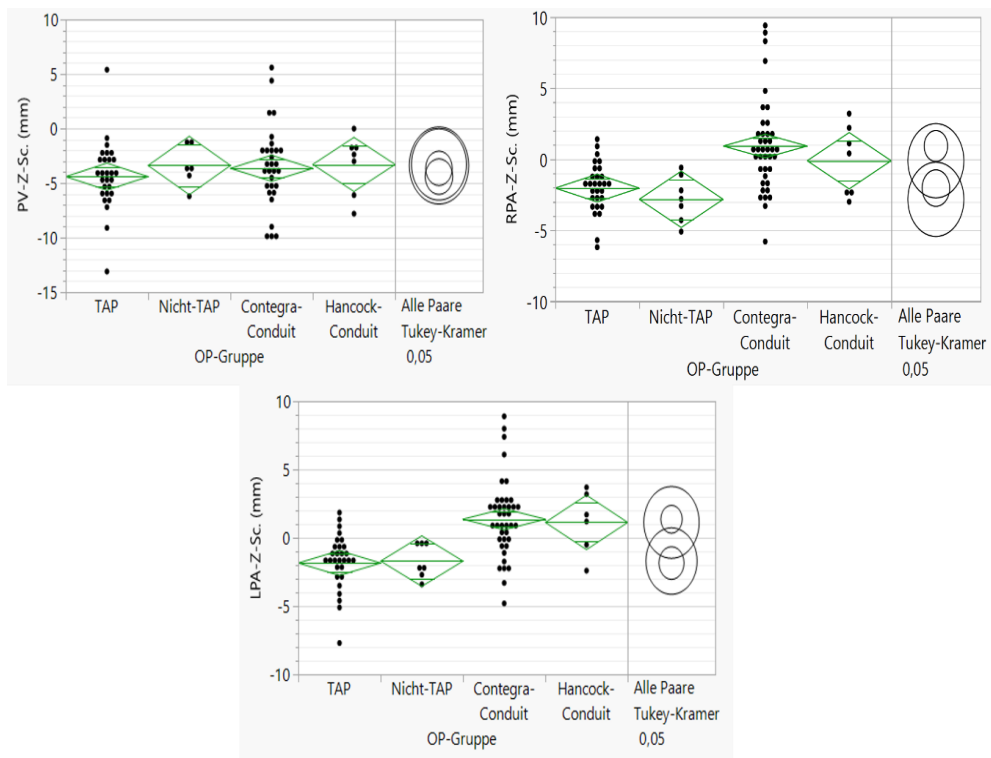 10
5
0
-5
-10
-15
PV-Z-Sc. (mm)
TAP Nicht-TAP Contegra-Conduit Hancock-Conduit Alle Paare
Tukey-Kramer
0,05
OP-Gruppe
10
5
0
-5
-10
RPA-Z-Sc. (mm)
TAP Nicht-TAP Contegra-Conduit Hancock-Conduit Alle Paare
Tukey-Kramer
0,05
OP-Gruppe
10
5
0
-5
-10
LPA-Z-Sc. (mm)
TAP Nicht-TAP Contegra-Conduit Hancock-Conduit Alle Paare
Tukey-Kramer
0,05
OP-Gruppe